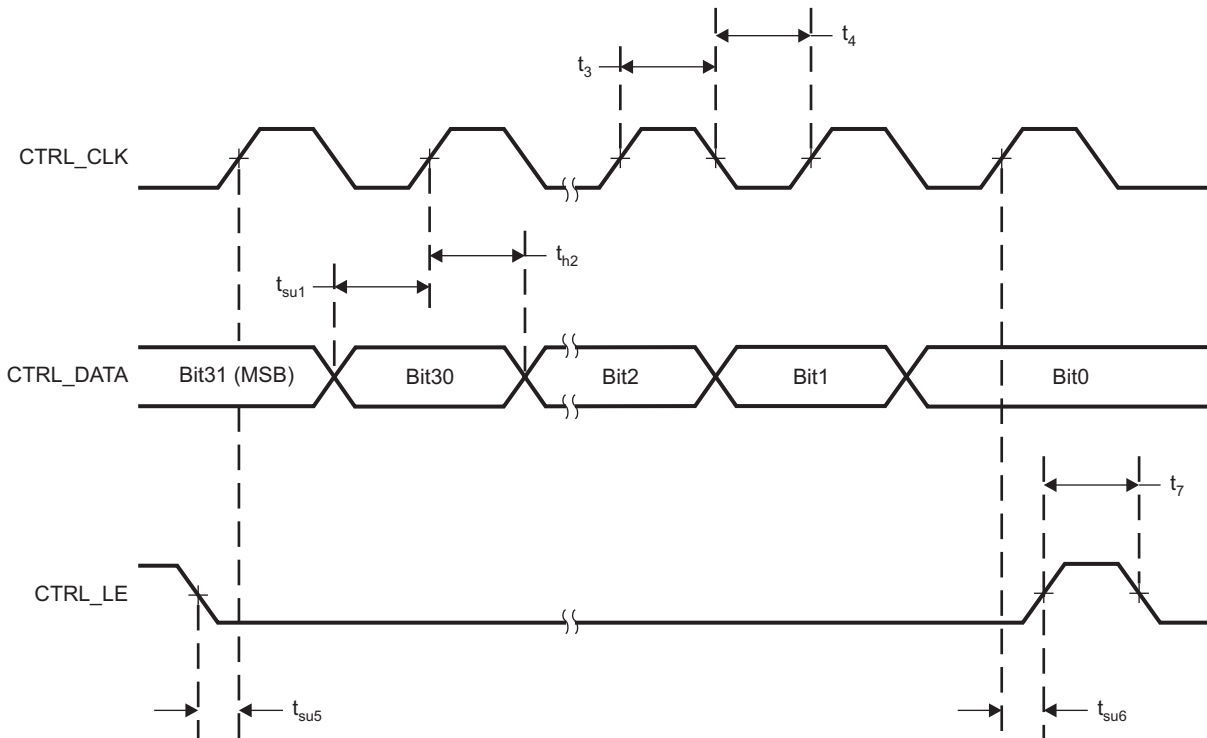 t4
t3
CTRL_CLK
th2
tsu1
CTRL_DATA
Bit31 (MSB)
Bit30
Bit2
Bit1
Bit0
t7
CTRL_LE
tsu5
tsu6